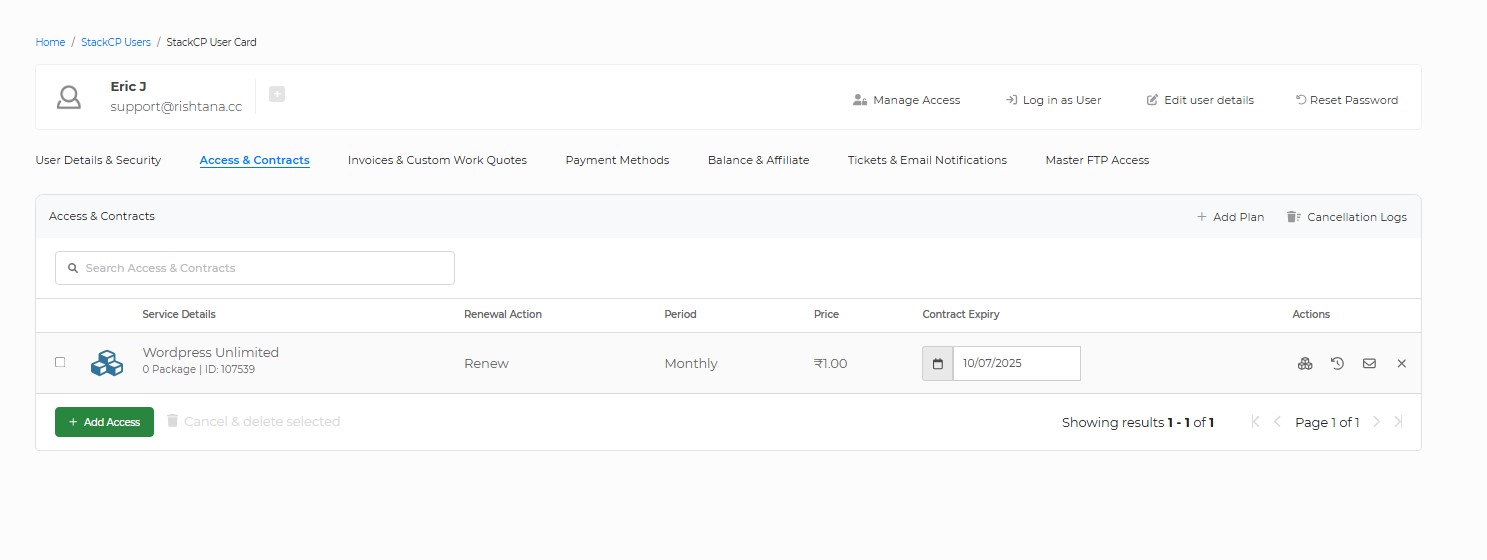 Home / StackCP Users / StackCP User Card
Eric J
support@rishtana.cc
Manage Access Log in as User Edit user details Reset Password
User Details & Security Access & Contracts Invoices & Custom Work Quotes Payment Methods Balance & Affiliate Tickets & Email Notifications Master FTP Access
Access & Contracts + Add Plan Cancellation Logs
Search Access & Contracts
Service Details Renewal Action Period Price Contract Expiry Actions
Wordpress Unlimited Renew Monthly ₹1.00 10/07/2025
0 Package | ID: 107539
+ Add Access Cancel & delete selected Showing results 1 - 1 of 1 Page 1 of 1